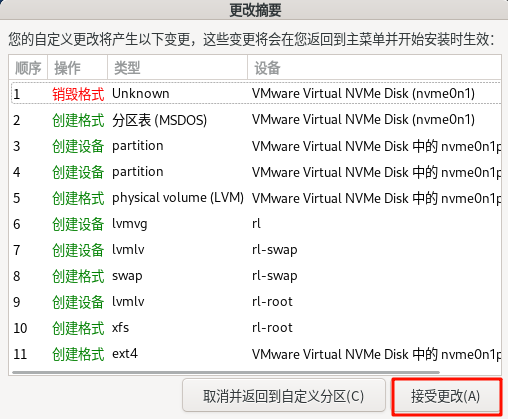 更改摘要
您的自定义更改将产生以下变更，这些变更将会在您返回到主菜单并开始安装时生效：
顺序 操作 类型 设备
1 销毁格式 Unknown VMware Virtual NVMe Disk (nvme0n1)
2 创建格式 分区表 (MSDOS) VMware Virtual NVMe Disk (nvme0n1)
3 创建设备 partition VMware Virtual NVMe Disk 中的 nvme0n1p
4 创建设备 partition VMware Virtual NVMe Disk 中的 nvme0n1p
5 创建格式 physical volume (LVM) VMware Virtual NVMe Disk 中的 nvme0n1p
6 创建设备 lvmvg rl
7 创建设备 lvmlv rl-swap
8 创建格式 swap rl-swap
9 创建设备 lvmlv rl-root
10 创建格式 xfs rl-root
11 创建格式 ext4 VMware Virtual NVMe Disk 中的 nvme0n1p
取消并返回到自定义分区(C) 接受更改(A)